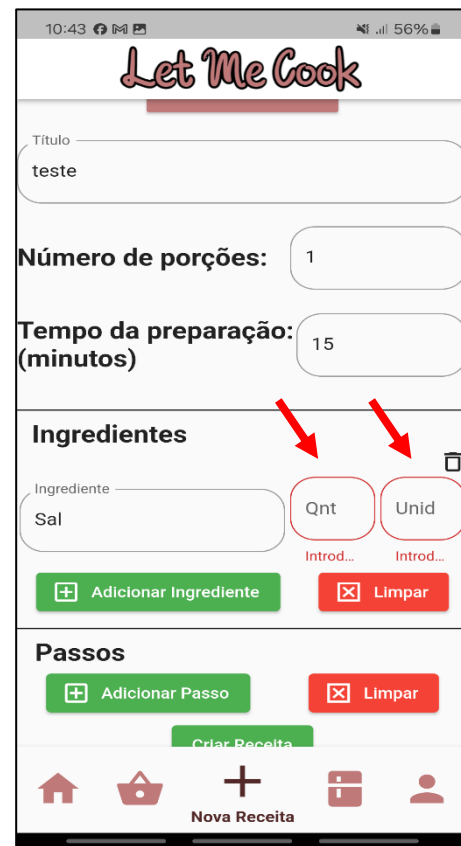 10:43
56%
Let Me Cook
Título
teste
Número de porções:
1
Tempo da preparação:
(minutos)
15
Ingredientes
Ingrediente
Sal
Qnt
Unid
Introd...
Introd...
Adicionar Ingrediente
Limpar
Passos
Adicionar Passo
Limpar
Criar Receita
Nova Receita